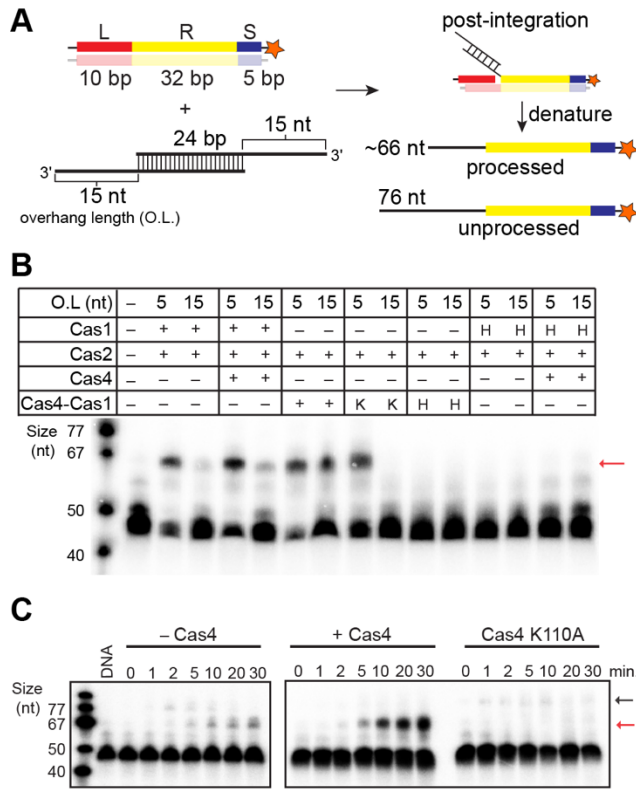 A
L R S
10 bp 32 bp 5 bp
+
24 bp 15 nt
3'
3'
15 nt
overhang length (O.L.)
post-integration
denature
~66 nt
processed
76 nt
unprocessed
B
O.L (nt) – 5 15 5 15 5 15 5 15 5 15 5 15 5 15
Cas1 – + + + + – – – – – – H H H H
Cas2 – + + + + + + + + + + + + + +
Cas4 – – – + + – – – – – – – – + +
Cas4-Cas1 – – – – – + + K K H H – – – –
Size
(nt)
77
67
50
40
C
– Cas4 + Cas4 Cas4 K110A
DNA 0 1 2 5 10 20 30 0 1 2 5 10 20 30 0 1 2 5 10 20 30 min
Size
(nt)
77
67
50
40